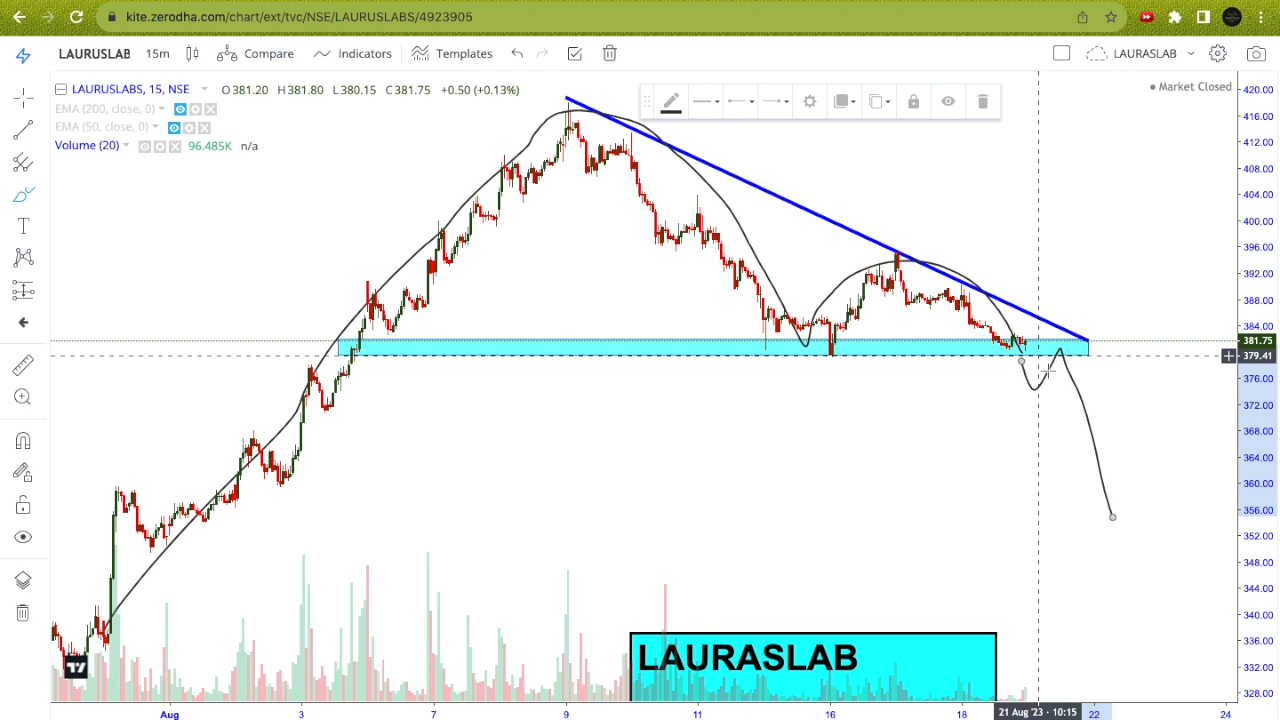 kite.zerodha.com/chart/ext/tvc/NSE/LAURUSLABS/4923905
LAURUSLAB 15m Compare Indicators Templates LAURASLAB
LAURUSLABS, 15, NSE O381.20 H381.80 L380.15 C381.75 +0.50 (+0.13%)
Market Closed
EMA (200, close, 0)
EMA (50, close, 0)
Volume (20) 96.485K n/a
420.00
416.00
412.00
408.00
404.00
400.00
396.00
392.00
388.00
384.00
381.75
379.41
376.00
372.00
368.00
364.00
360.00
356.00
352.00
348.00
344.00
340.00
336.00
332.00
328.00
LAURASLAB
Aug 3 7 9 11 16 18 21 Aug '23 · 10:15 22 24